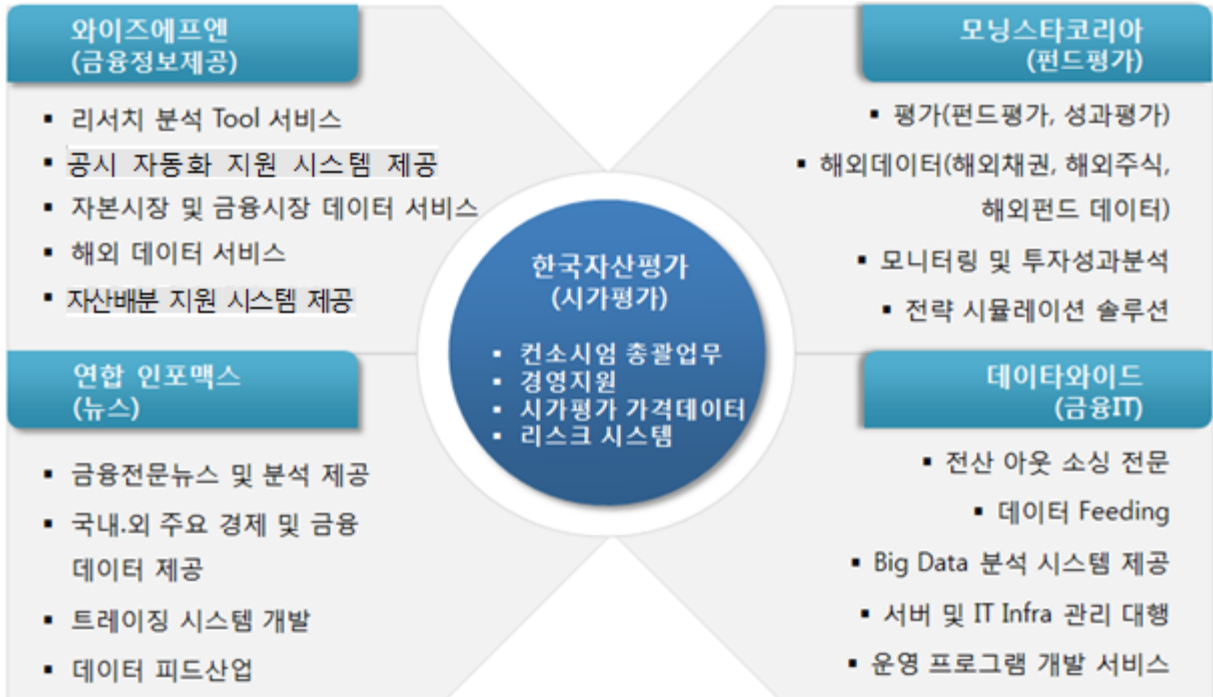 와이즈에프엔
(금융정보제공)
▪ 리서치 분석 Tool 서비스
▪ 공시 자동화 지원 시스템 제공
▪ 자본시장 및 금융시장 데이터 서비스
▪ 해외 데이터 서비스
▪ 자산배분 지원 시스템 제공
모닝스타코리아
(펀드평가)
▪ 평가(펀드평가, 성과평가)
▪ 해외데이터(해외채권, 해외주식,
해외펀드 데이터)
▪ 모니터링 및 투자성과분석
▪ 전략 시뮬레이션 솔루션
한국자산평가
(시가평가)
▪ 컨소시엄 총괄업무
▪ 경영지원
▪ 시가평가 가격데이터
▪ 리스크 시스템
연합 인포맥스
(뉴스)
▪ 금융전문뉴스 및 분석 제공
▪ 국내.외 주요 경제 및 금융
데이터 제공
▪ 트레이징 시스템 개발
▪ 데이터 피드산업
데이타와이드
(금융IT)
▪ 전산 아웃 소싱 전문
▪ 데이터 Feeding
▪ Big Data 분석 시스템 제공
▪ 서버 및 IT Infra 관리 대행
▪ 운영 프로그램 개발 서비스